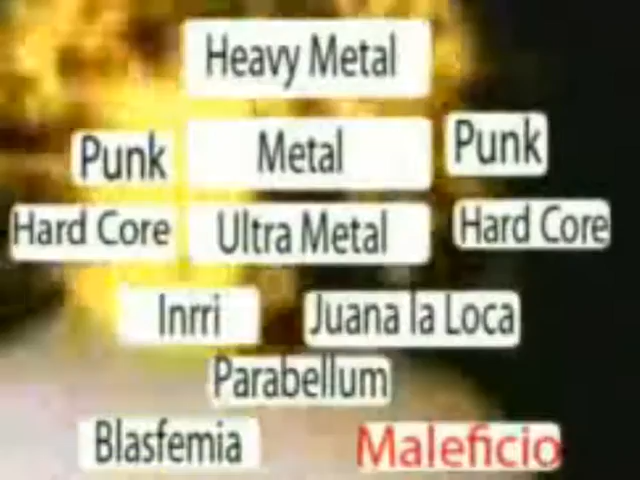 Heavy Metal
Punk Metal Punk
Hard Core Ultra Metal Hard Core
Inrri Juana la Loca
Parabellum
Blasfemia Maleficio